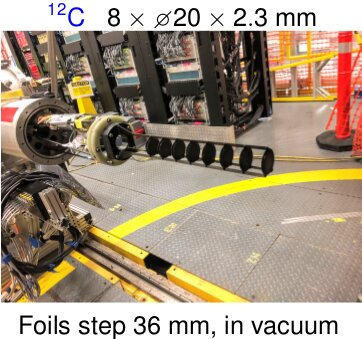 ¹²C 8 × ⌀20 × 2.3 mm
Foils step 36 mm, in vacuum